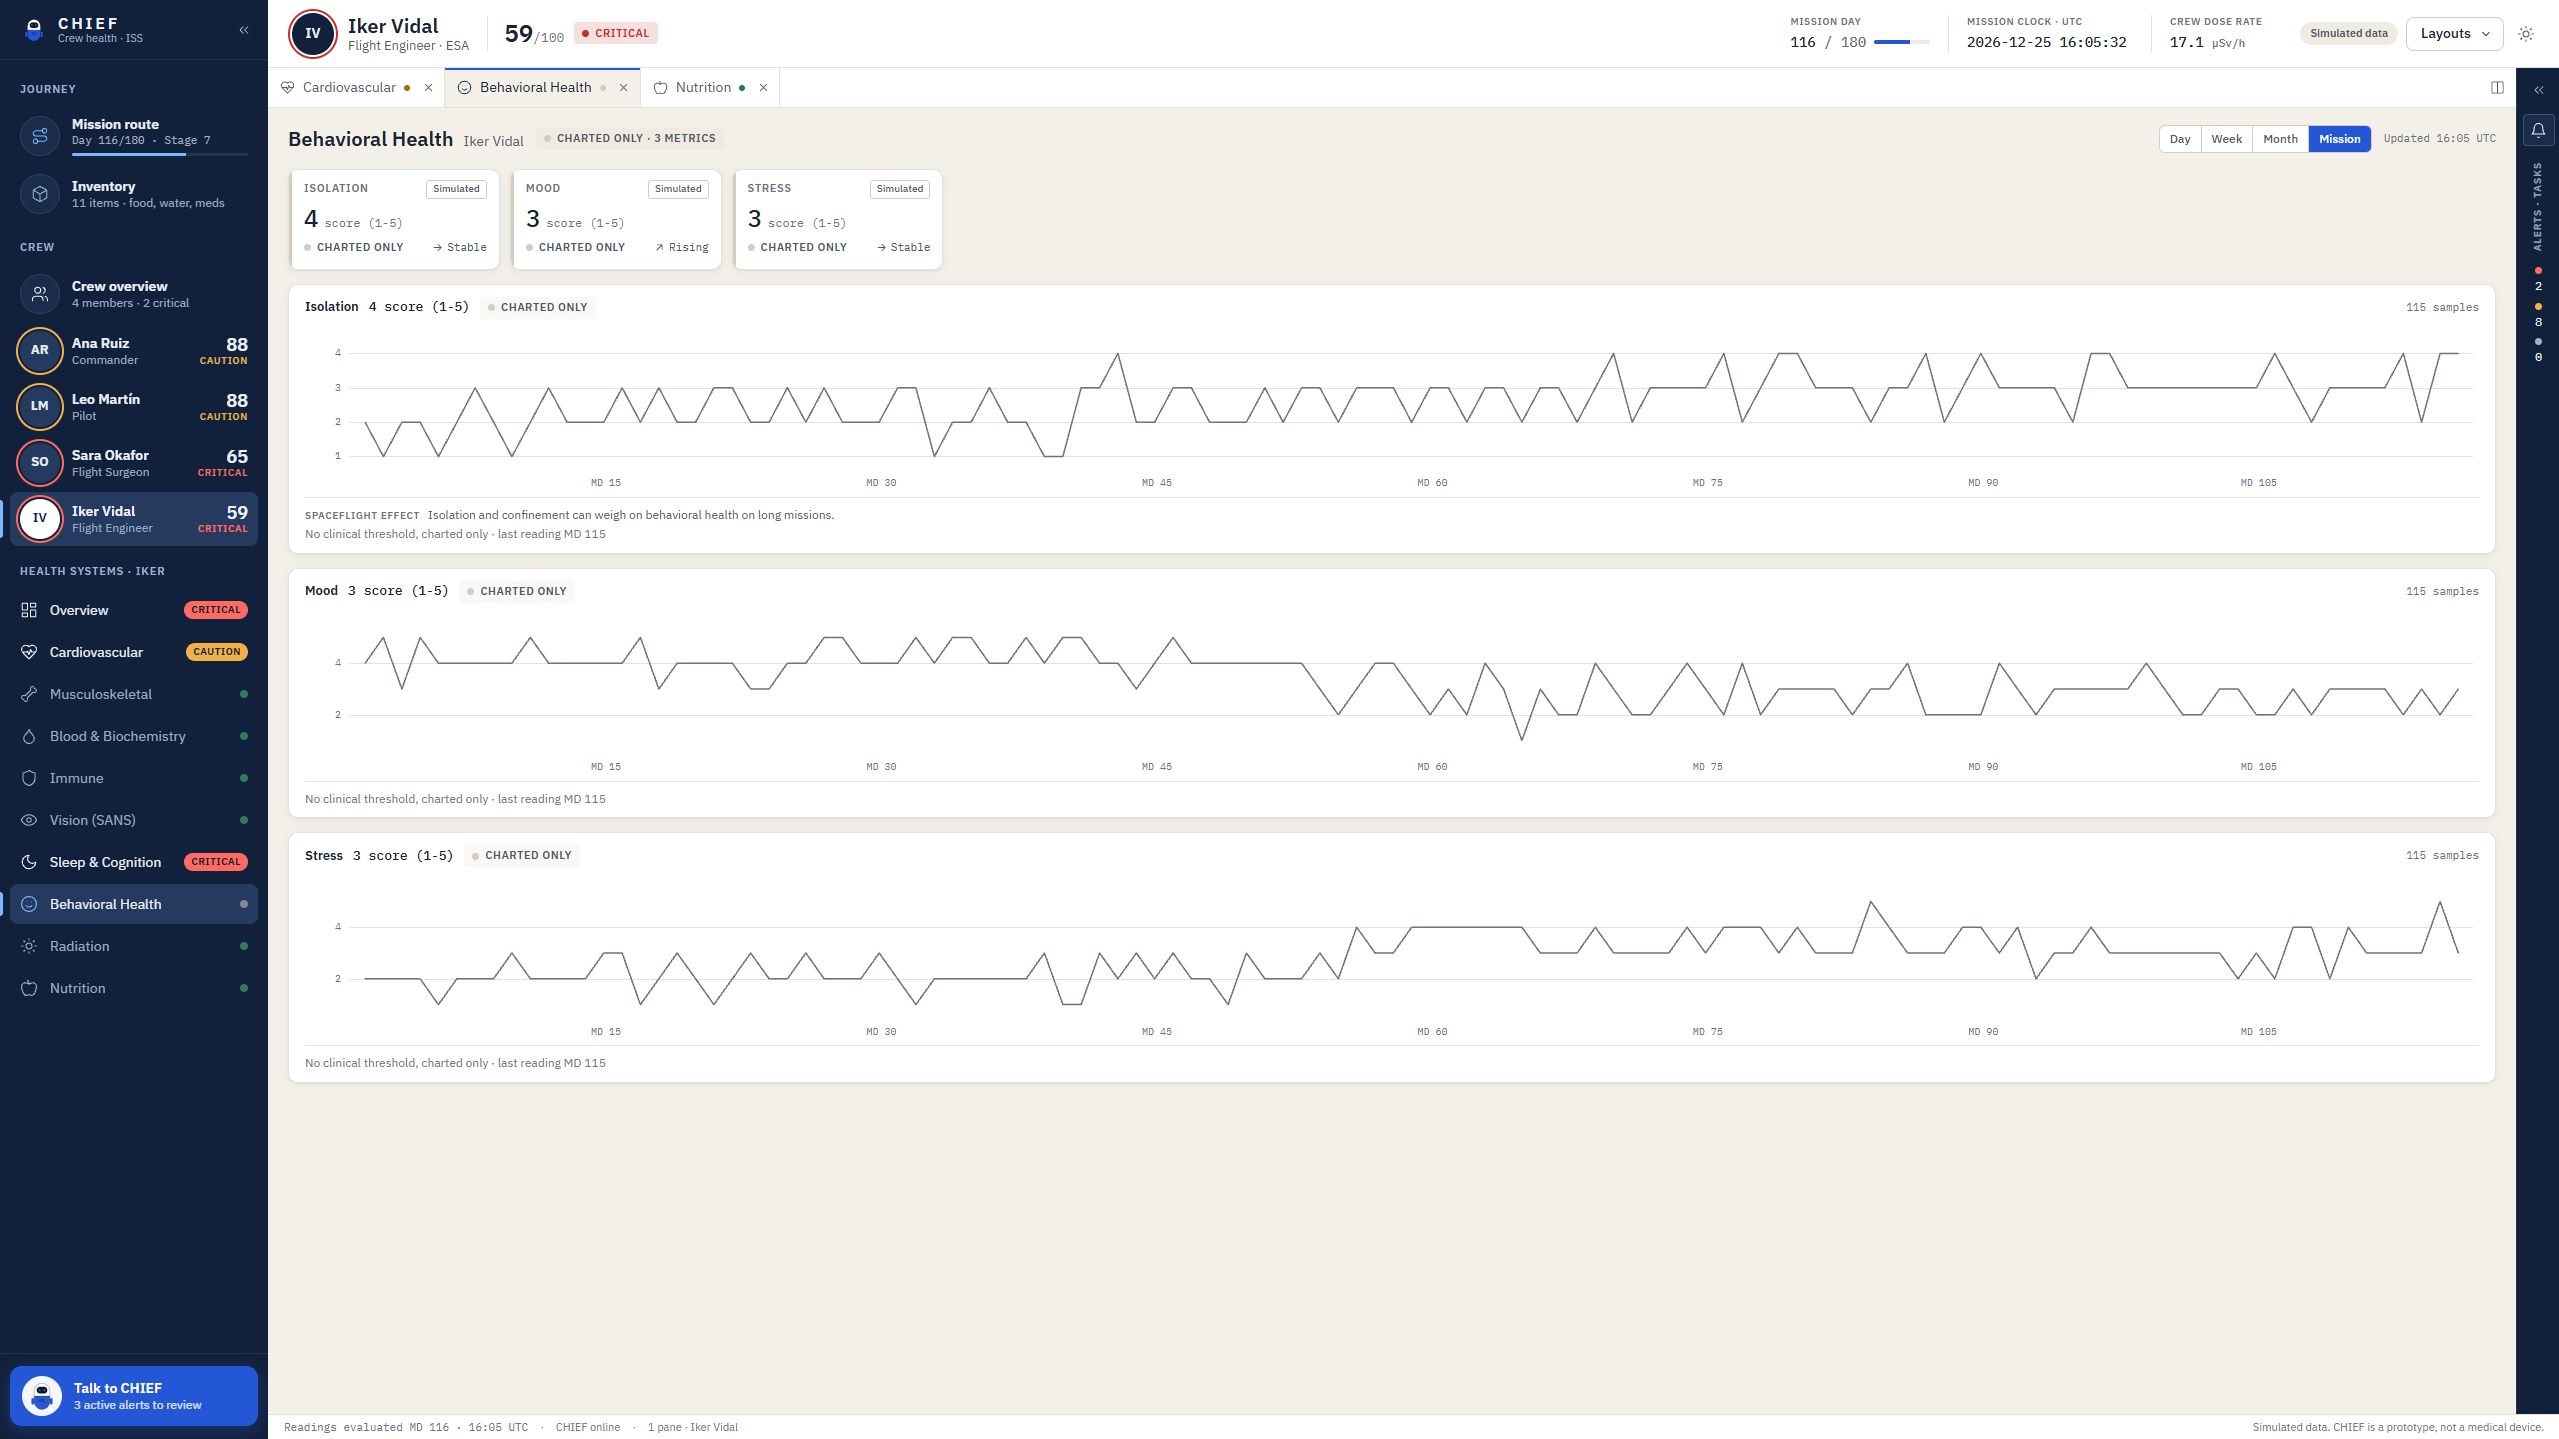 CHIEF
Crew health · ISS
JOURNEY
Mission route
Day 116/180 · Stage 7
Inventory
11 items · food, water, meds
CREW
Crew overview
4 members · 2 critical
AR Ana Ruiz 88
Commander CAUTION
LM Leo Martín 88
Pilot CAUTION
SO Sara Okafor 65
Flight Surgeon CRITICAL
IV Iker Vidal 59
Flight Engineer CRITICAL
HEALTH SYSTEMS · IKER
Overview CRITICAL
Cardiovascular CAUTION
Musculoskeletal
Blood & Biochemistry
Immune
Vision (SANS)
Sleep & Cognition CRITICAL
Behavioral Health
Radiation
Nutrition
Talk to CHIEF
3 active alerts to review
IV Iker Vidal
Flight Engineer · ESA
59/100 CRITICAL
MISSION DAY
116 / 180
MISSION CLOCK · UTC
2026-12-25 16:05:32
CREW DOSE RATE
17.1 µSv/h
Simulated data
Layouts
Cardiovascular
Behavioral Health
Nutrition
Behavioral Health Iker Vidal CHARTED ONLY · 3 METRICS
Day Week Month Mission Updated 16:05 UTC
ISOLATION Simulated
4 score (1-5)
CHARTED ONLY → Stable
MOOD Simulated
3 score (1-5)
CHARTED ONLY ↗ Rising
STRESS Simulated
3 score (1-5)
CHARTED ONLY → Stable
Isolation 4 score (1-5) CHARTED ONLY 115 samples
4
3
2
1
MD 15 MD 30 MD 45 MD 60 MD 75 MD 90 MD 105
SPACEFLIGHT EFFECT Isolation and confinement can weigh on behavioral health on long missions.
No clinical threshold, charted only · last reading MD 115
Mood 3 score (1-5) CHARTED ONLY 115 samples
4
2
MD 15 MD 30 MD 45 MD 60 MD 75 MD 90 MD 105
No clinical threshold, charted only · last reading MD 115
Stress 3 score (1-5) CHARTED ONLY 115 samples
4
2
MD 15 MD 30 MD 45 MD 60 MD 75 MD 90 MD 105
No clinical threshold, charted only · last reading MD 115
ALERTS · TASKS
2
8
0
Readings evaluated MD 116 · 16:05 UTC · CHIEF online · 1 pane · Iker Vidal
Simulated data. CHIEF is a prototype, not a medical device.